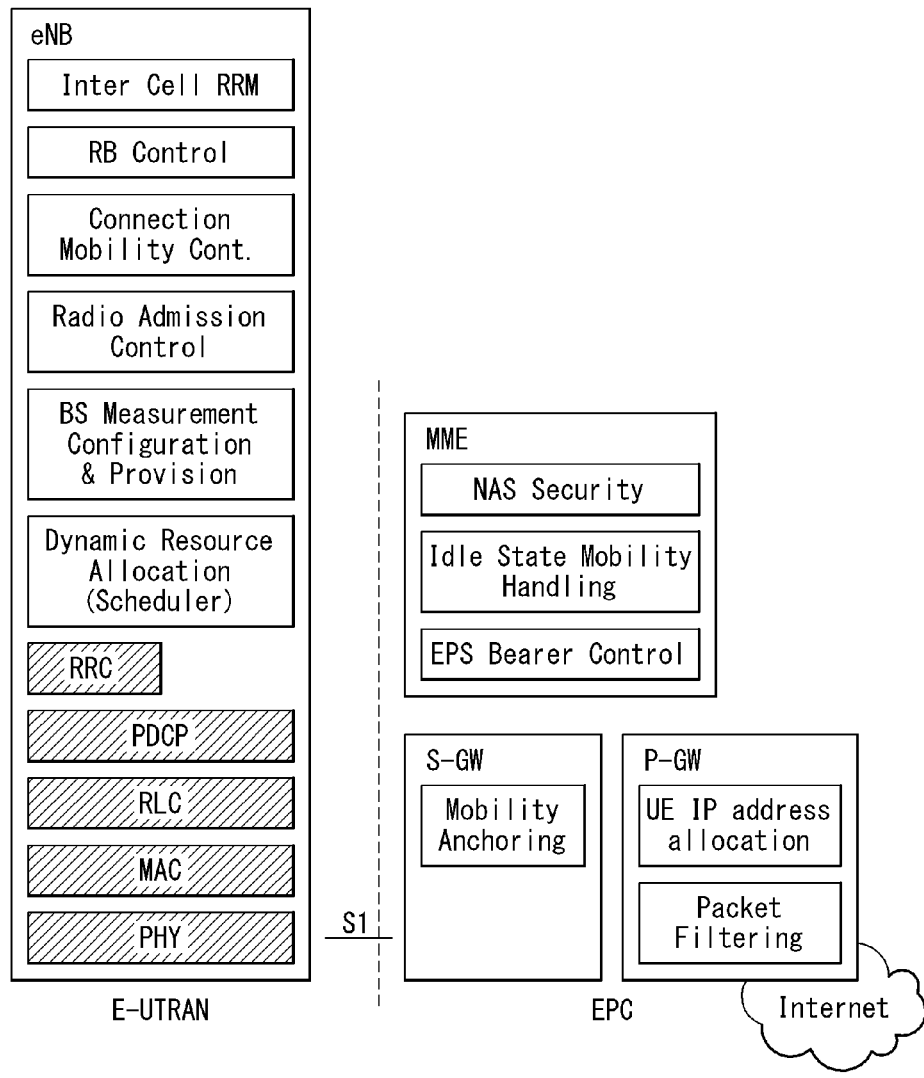 eNB
Inter Cell RRM
RB Control
Connection
Mobility Cont.
Radio Admission
Control
BS Measurement
Configuration
& Provision
Dynamic Resource
Allocation
(Scheduler)
RRC
PDCP
RLC
MAC
PHY
S1
E-UTRAN
MME
NAS Security
Idle State Mobility
Handling
EPS Bearer Control
S-GW
Mobility
Anchoring
P-GW
UE IP address
allocation
Packet
Filtering
EPC
Internet